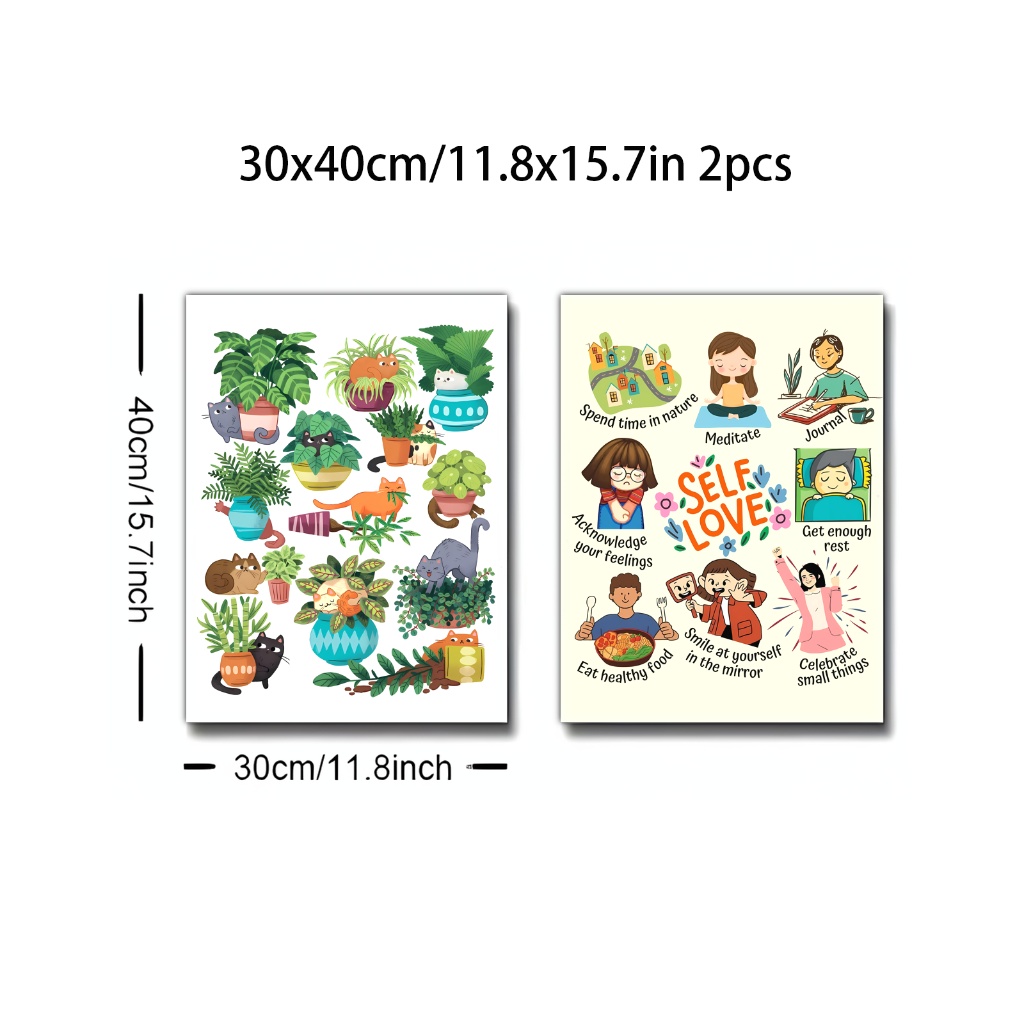 30x40cm/11.8x15.7in 2pcs
40cm/15.7inch
30cm/11.8inch
Spend time in nature
Meditate
Journal
Acknowledge
your feelings
SELF
LOVE
Get enough
rest
Eat healthy food
Smile at yourself
in the mirror
Celebrate
small things